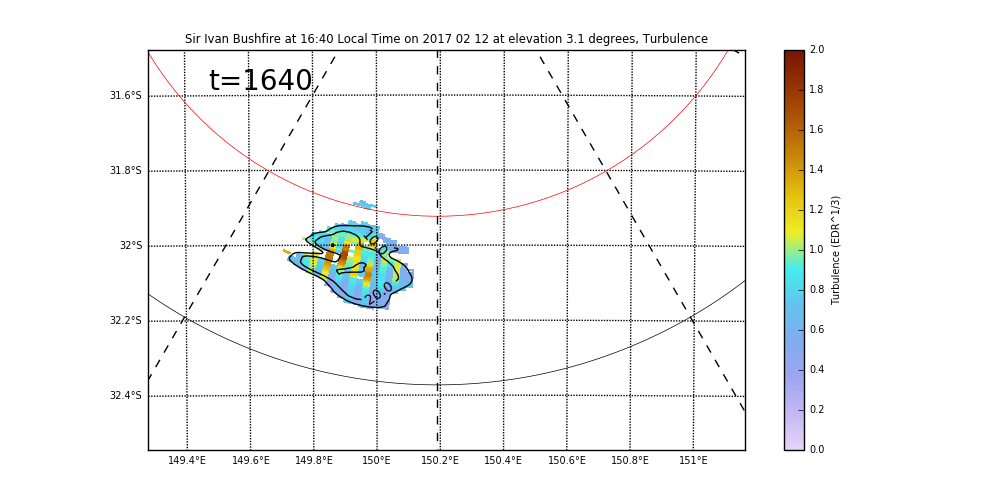 Sir Ivan Bushfire at 16:40 Local Time on 2017 02 12 at elevation 3.1 degrees, Turbulence
t=1640
31.6°S
31.8°S
32°S
32.2°S
32.4°S
149.4°E 149.6°E 149.8°E 150°E 150.2°E 150.4°E 150.6°E 150.8°E 151°E
20.0
2.0
1.8
1.6
1.4
1.2
1.0
0.8
0.6
0.4
0.2
0.0
Turbulence (EDR^1/3)